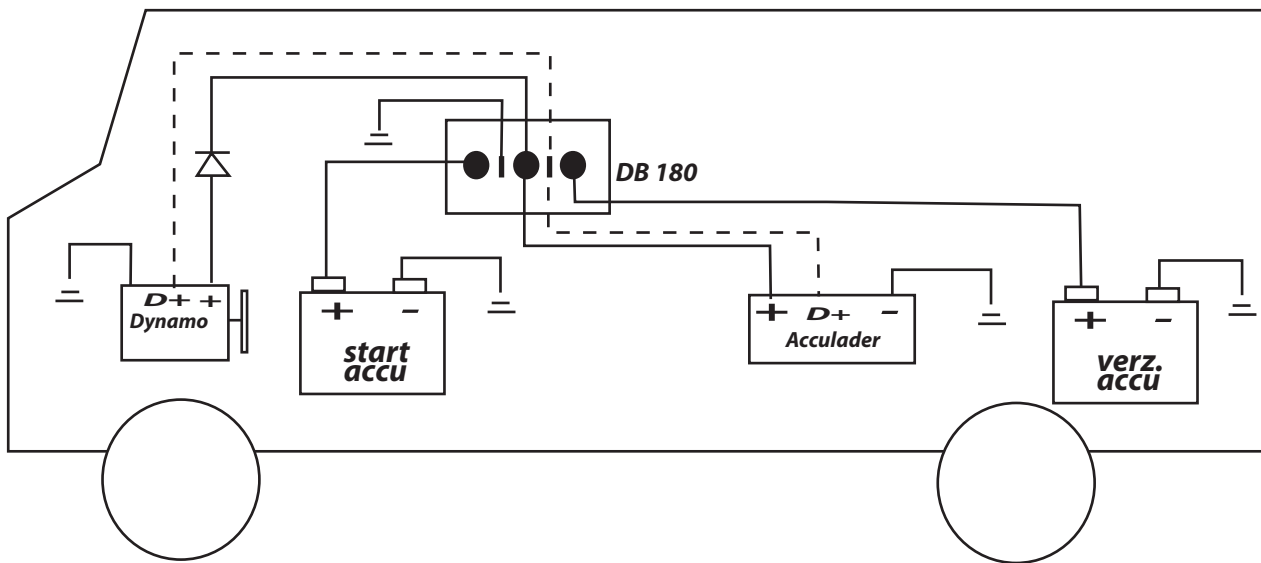 DB 180
D+ +
Dynamo
+ -
start
accu
+ D+ -
Acculader
+ -
verz.
accu